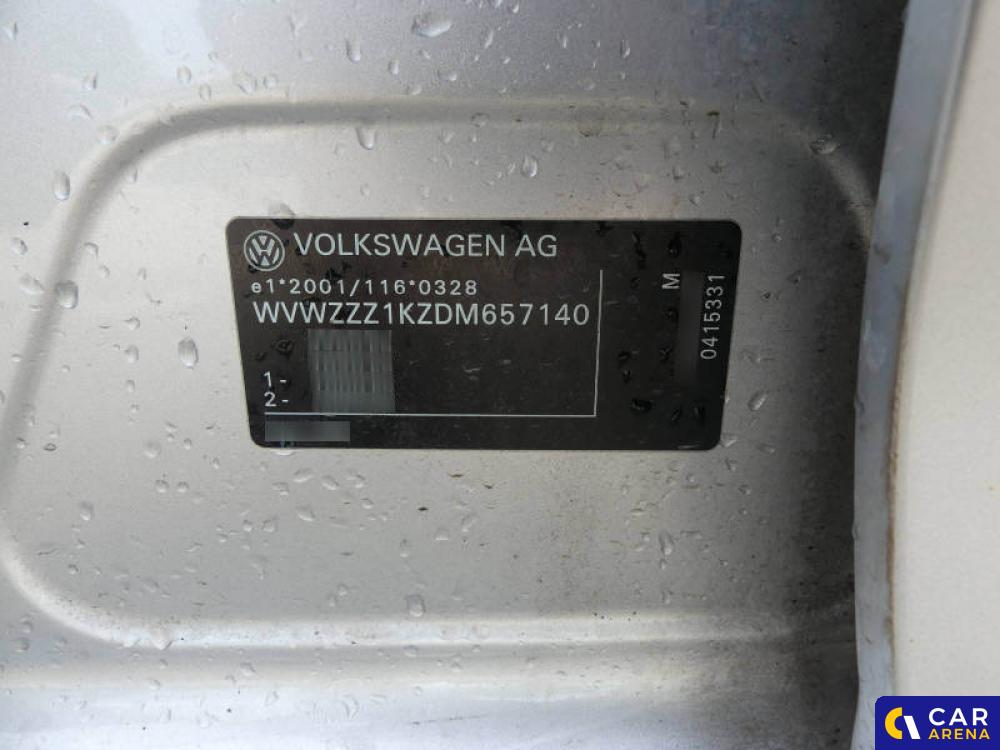 VOLKSWAGEN AG
e1*2001/116*0328
WVWZZZ1KZDM657140
1-
2-
M
0415331
CAR
ARENA